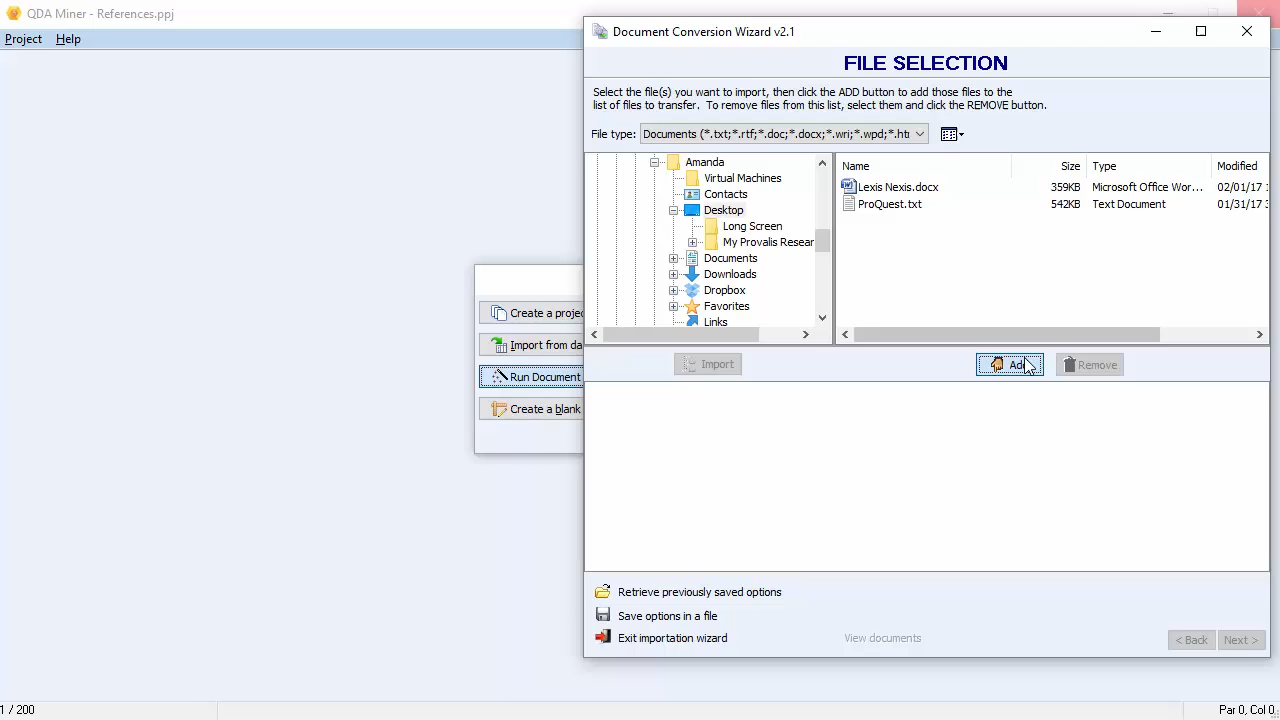 QDA Miner - References.ppj
Project Help
Document Conversion Wizard v2.1
FILE SELECTION
Select the file(s) you want to import, then click the ADD button to add those files to the
list of files to transfer. To remove files from this list, select them and click the REMOVE button.
File type: Documents (*.txt;*.rtf;*.doc;*.docx;*.wri;*.wpd;*.ht
Amanda
Virtual Machines
Contacts
Desktop
Long Screen
My Provalis Resear
Documents
Downloads
Dropbox
Favorites
Links
Name Size Type Modified
Lexis Nexis.docx 359KB Microsoft Office Wor... 02/01/17 3
ProQuest.txt 542KB Text Document 01/31/17 3
Create a proje
Import from da
Run Document
Create a blank
Import Add Remove
Retrieve previously saved options
Save options in a file
Exit importation wizard View documents < Back Next >
1 / 200 Par 0, Col 0